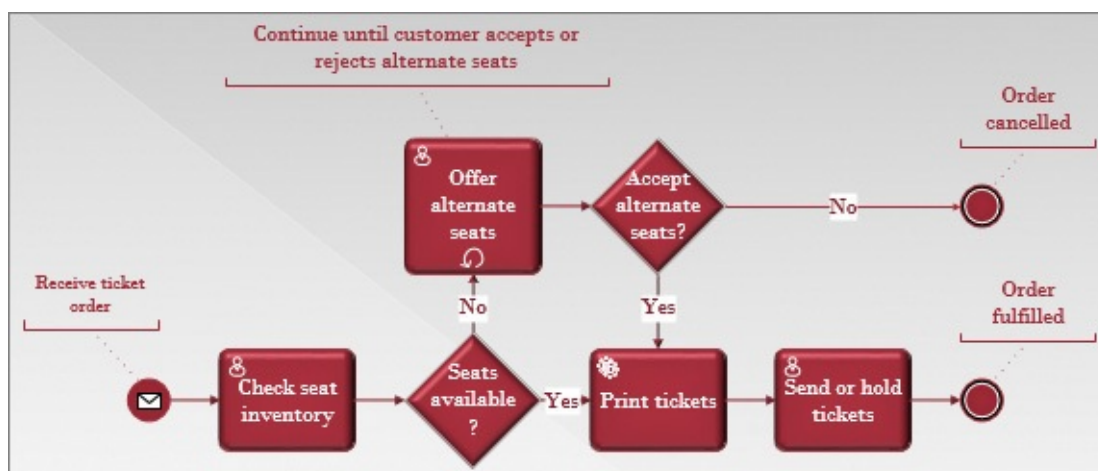 Continue until customer accepts or
rejects alternate seats
Order
cancelled
Offer
alternate
seats
Accept
alternate
seats?
No
Receive ticket
order
No
Yes
Order
fulfilled
Check seat
inventory
Seats
available
?
Yes
Print tickets
Send or hold
tickets